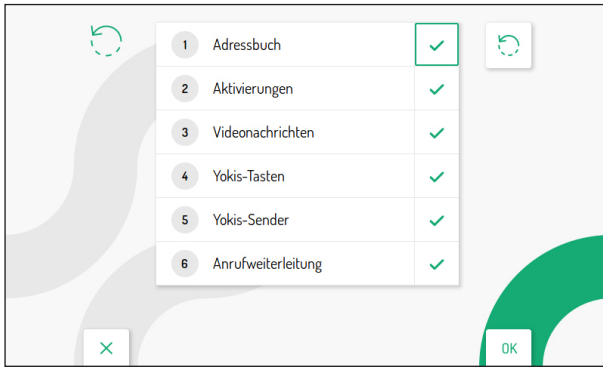 1 Adressbuch
2 Aktivierungen
3 Videonachrichten
4 Yokis-Tasten
5 Yokis-Sender
6 Anrufweiterleitung
OK